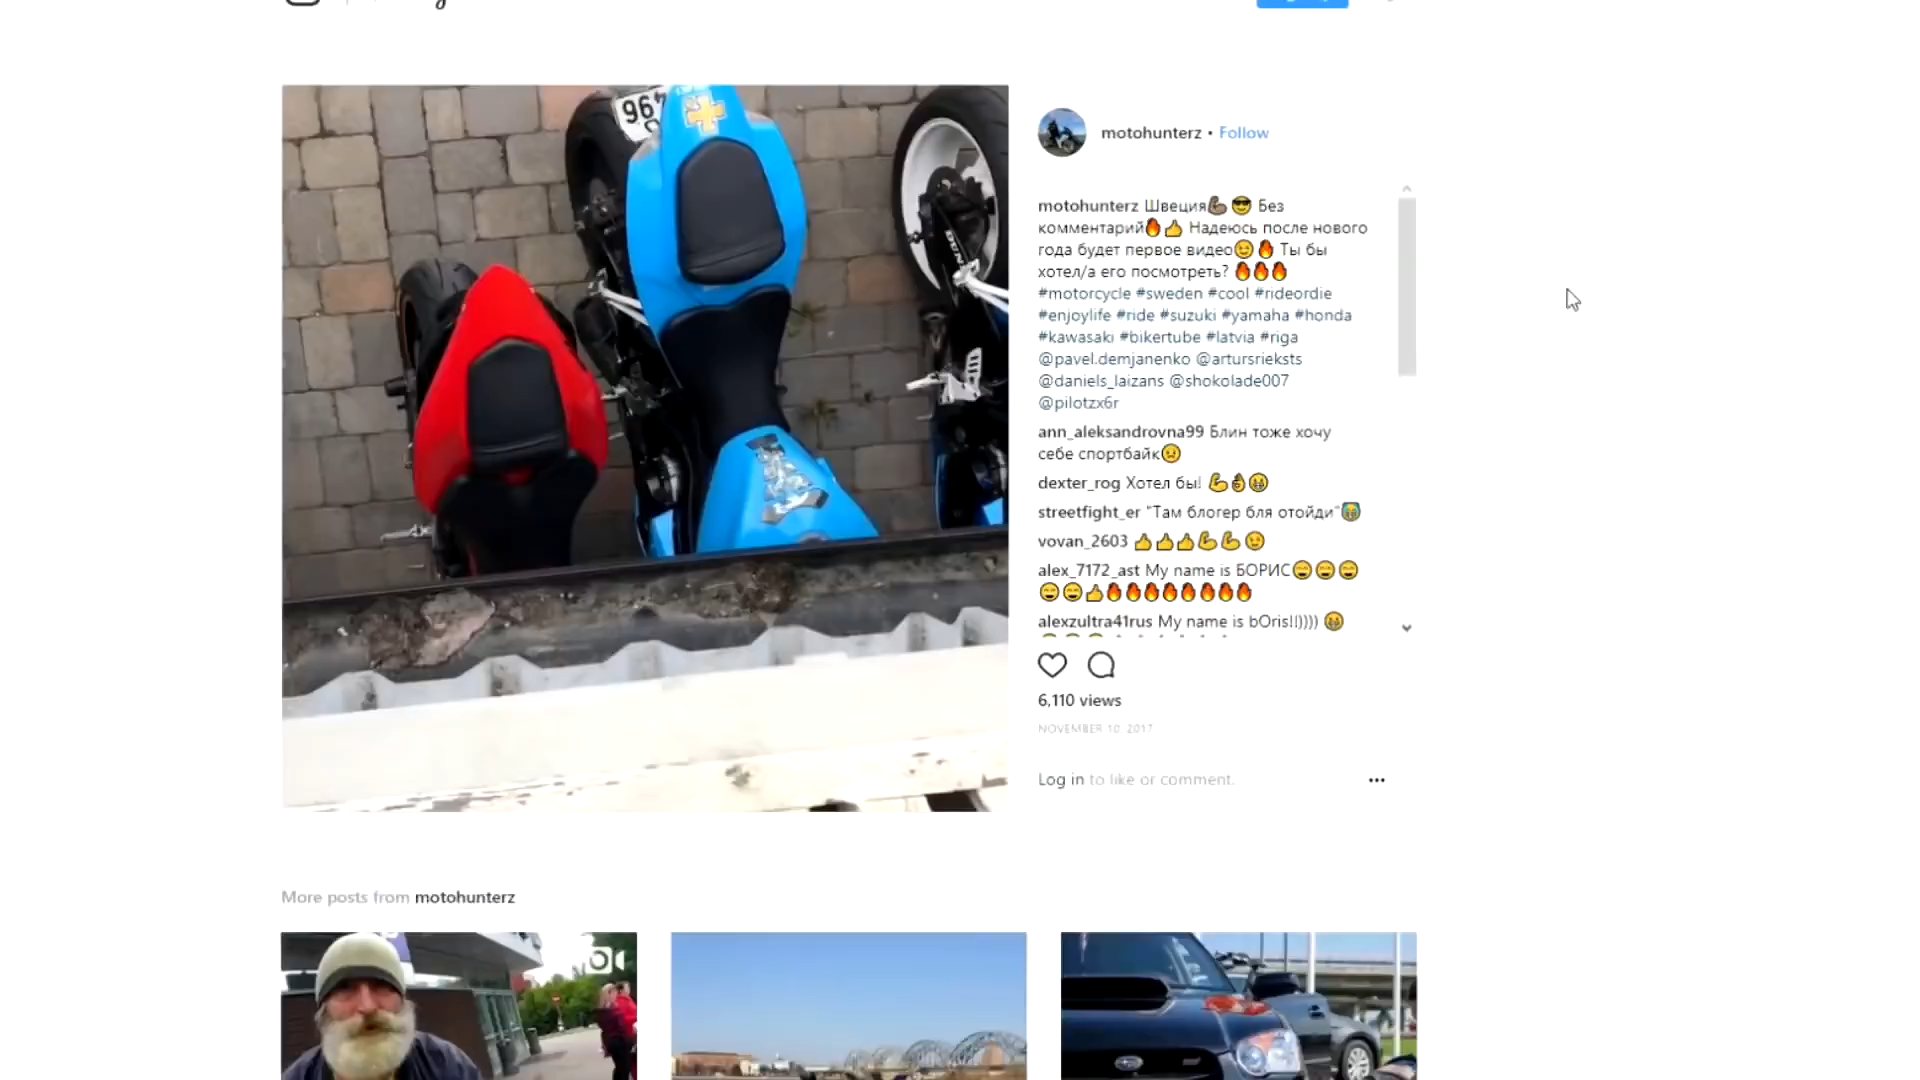 motohunterz • Follow
motohunterz Швеция💪🏿😎 Без
комментарий🔥👍 Надеюсь после нового
года будет первое видео😉🔥 Ты бы
хотел/а его посмотреть? 🔥🔥🔥
#motorcycle #sweden #cool #rideordie
#enjoylife #ride #suzuki #yamaha #honda
#kawasaki #bikertube #latvia #riga
@pavel.demjanenko @artursrieksts
@daniels_laizans @shokolade007
@pilotzx6r
ann_aleksandrovna99 Блин тоже хочу
себе спортбайк😟
dexter_rog Хотел бы! 💪👌😁
streetfight_er "Там блогер бля отойди"😭
vovan_2603 👍👍👍💪💪😉
alex_7172_ast My name is БОРИС😄😄😄
😄😄👍🔥🔥🔥🔥🔥🔥🔥🔥
alexzultra41rus My name is bOris!!)))) 😁
6,110 views
NOVEMBER 10, 2017
Log in to like or comment.
More posts from motohunterz